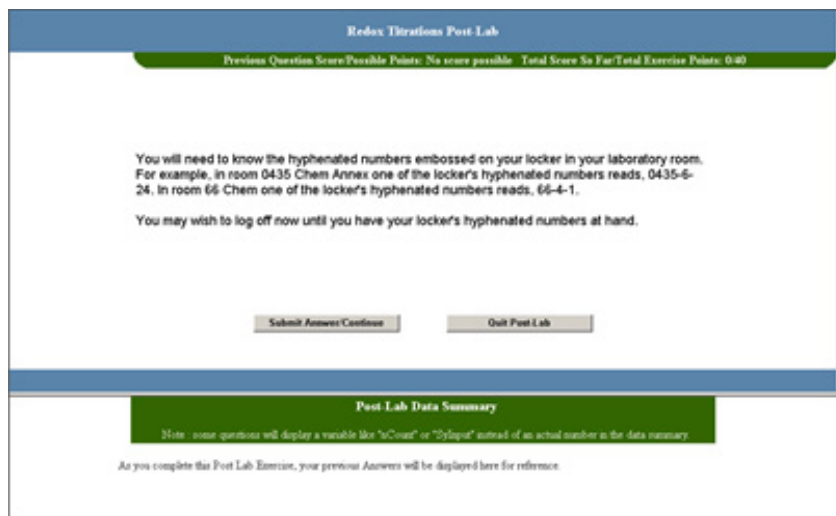 Redox Titrations Post-Lab
Previous Question Score/Possible Points: No score possible Total Score So Far/Total Exercise Points: 0/40
You will need to know the hyphenated numbers embossed on your locker in your laboratory room.
For example, in room 0435 Chem Annex one of the locker's hyphenated numbers reads, 0435-6-
24. In room 66 Chem one of the locker's hyphenated numbers reads, 66-4-1.
You may wish to log off now until you have your locker's hyphenated numbers at hand.
Submit Answer/Continue Quit Post-Lab
Post-Lab Data Summary
Note : some questions will display a variable like "nCount" or "SyInput" instead of an actual number in the data summary.
As you complete this Post Lab Exercise, your previous Answers will be displayed here for reference.